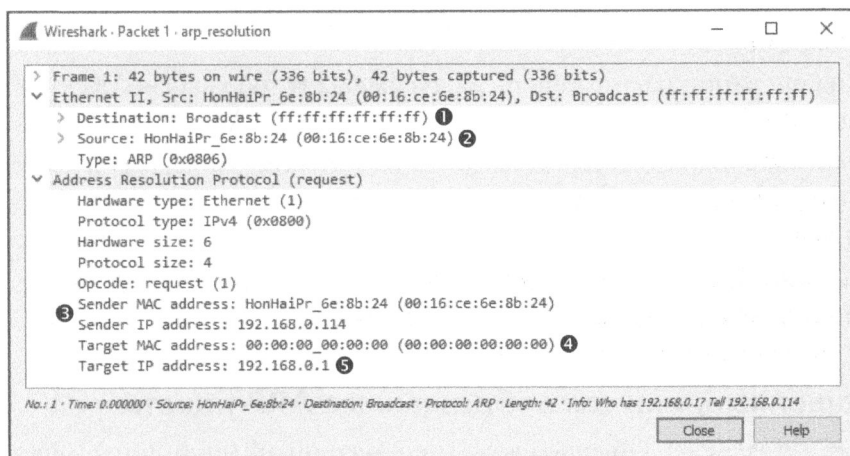 Wireshark · Packet 1 · arp_resolution
> Frame 1: 42 bytes on wire (336 bits), 42 bytes captured (336 bits)
Ethernet II, Src: HonHaiPr_6e:8b:24 (00:16:ce:6e:8b:24), Dst: Broadcast (ff:ff:ff:ff:ff:ff)
> Destination: Broadcast (ff:ff:ff:ff:ff:ff) ❶
> Source: HonHaiPr_6e:8b:24 (00:16:ce:6e:8b:24) ❷
Type: ARP (0x0806)
Address Resolution Protocol (request)
Hardware type: Ethernet (1)
Protocol type: IPv4 (0x0800)
Hardware size: 6
Protocol size: 4
Opcode: request (1)
❸ Sender MAC address: HonHaiPr_6e:8b:24 (00:16:ce:6e:8b:24)
Sender IP address: 192.168.0.114
Target MAC address: 00:00:00_00:00:00 (00:00:00:00:00:00) ❹
Target IP address: 192.168.0.1 ❺
No.: 1 · Time: 0.000000 · Source: HonHaiPr_6e:8b:24 · Destination: Broadcast · Protocol: ARP · Length: 42 · Info: Who has 192.168.0.1? Tell 192.168.0.114
Close Help